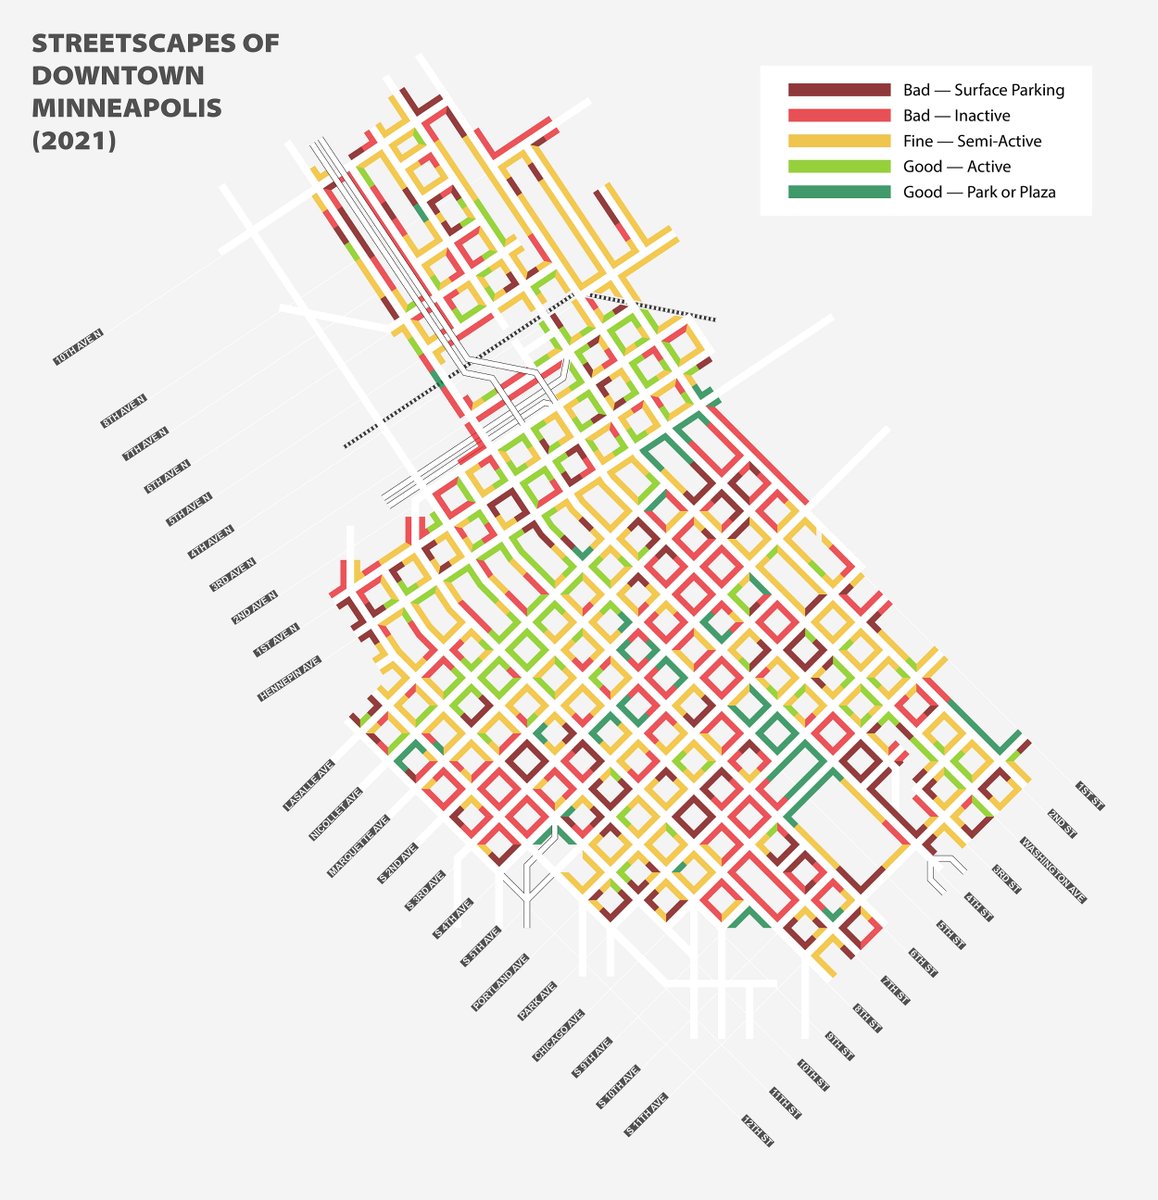 STREETSCAPES OF
DOWNTOWN
MINNEAPOLIS
(2021)
Bad — Surface Parking
Bad — Inactive
Fine — Semi-Active
Good — Active
Good — Park or Plaza
10TH AVE N
8TH AVE N
7TH AVE N
6TH AVE N
5TH AVE N
4TH AVE N
3RD AVE N
2ND AVE N
1ST AVE N
HENNEPIN AVE
LASALLE AVE
NICOLLET AVE
MARQUETTE AVE
S 2ND AVE
S 3RD AVE
S 4TH AVE
S 5TH AVE
PORTLAND AVE
PARK AVE
CHICAGO AVE
S 9TH AVE
S 10TH AVE
S 11TH AVE
1ST ST
2ND ST
WASHINGTON AVE
3RD ST
4TH ST
5TH ST
6TH ST
7TH ST
8TH ST
9TH ST
10TH ST
11TH ST
12TH ST